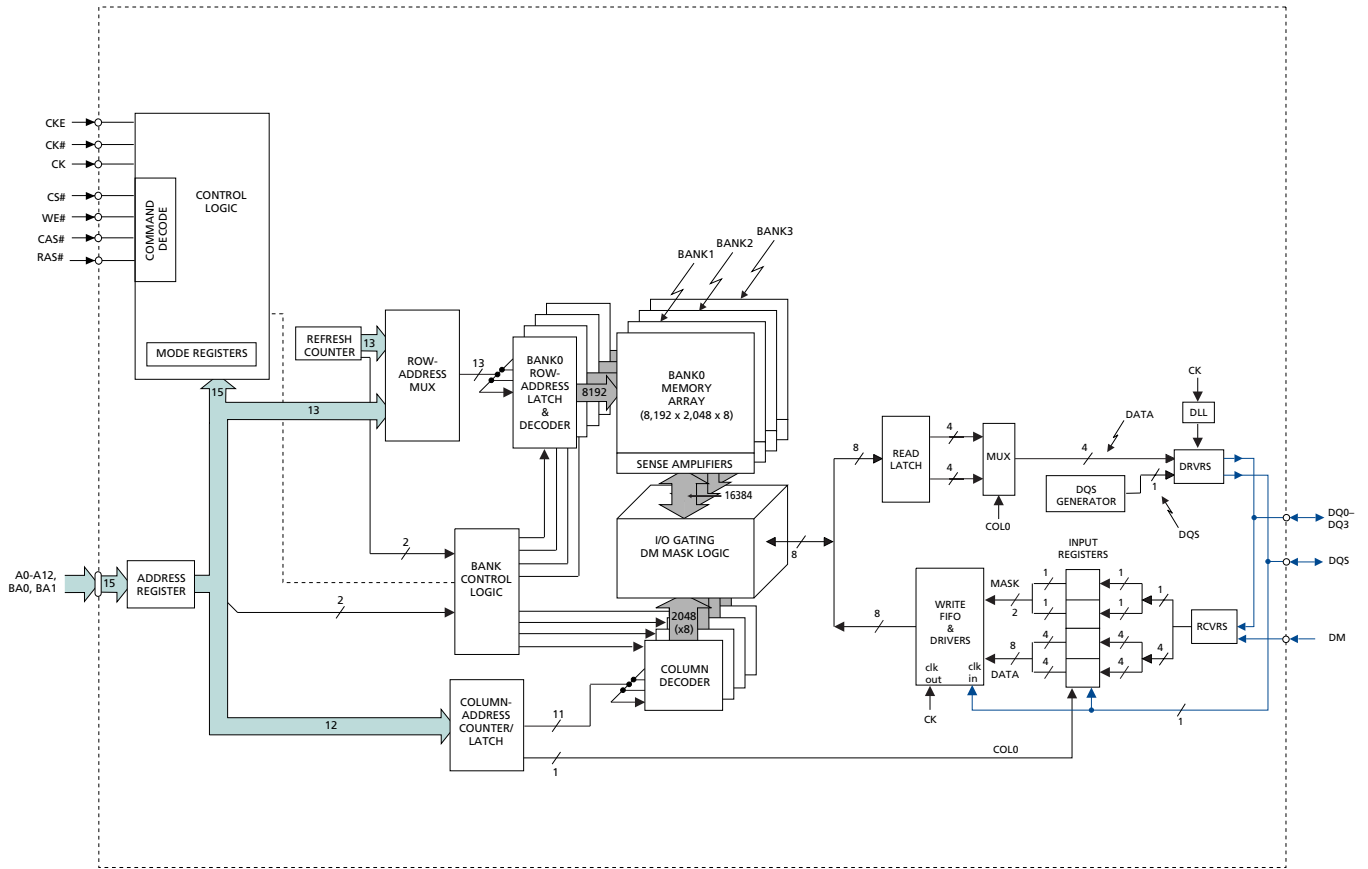 CKE
CK#
CK
CS#
WE#
CAS#
RAS#
COMMAND
DECODE
CONTROL
LOGIC
MODE REGISTERS
15
REFRESH
COUNTER
13
13
ROW-
ADDRESS
MUX
13
BANK0
ROW-
ADDRESS
LATCH
&
DECODER
8192
BANK1
BANK2
BANK3
BANK0
MEMORY
ARRAY
(8,192 x 2,048 x 8)
SENSE AMPLIFIERS
16384
I/O GATING
DM MASK LOGIC
8
2048
(x8)
COLUMN
DECODER
A0-A12,
BA0, BA1
15
ADDRESS
REGISTER
2
2
BANK
CONTROL
LOGIC
12
COLUMN-
ADDRESS
COUNTER/
LATCH
11
1
COL0
8
READ
LATCH
4
4
MUX
COL0
4
DATA
CK
DLL
DRVRS
DQS
GENERATOR
1
DQS
DQ0–
DQ3
DQS
DM
INPUT
REGISTERS
8
WRITE
FIFO
&
DRIVERS
clk
out
clk
in
CK
MASK
2
8
DATA
1
1
4
4
1
1
4
4
1
4
RCVRS
1